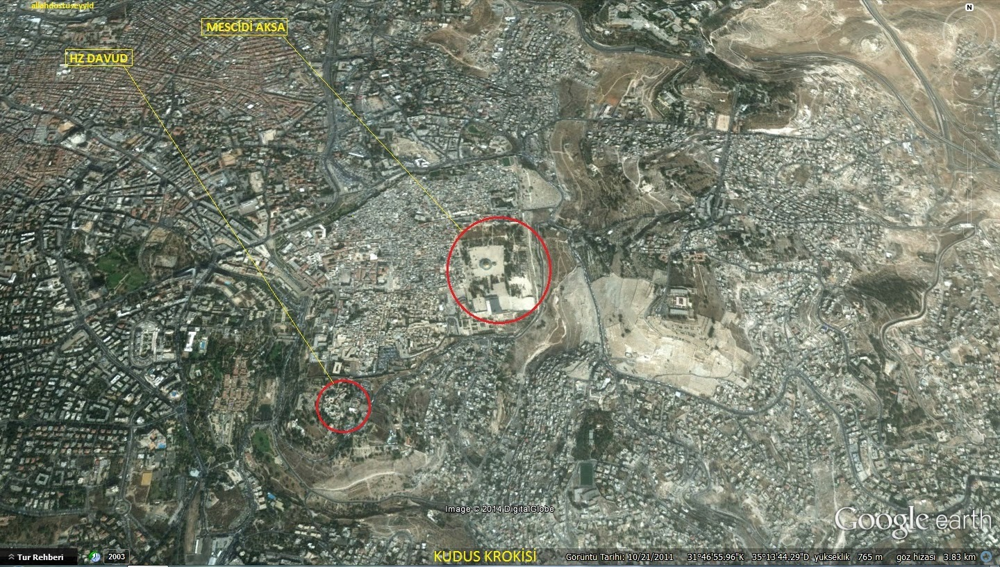 allahdostuseyyid
MESCİDİ AKSA
HZ DAVUD
N
Image © 2014 DigitalGlobe
Google earth
Tur Rehberi
2003
KUDUS KROKİSİ
Görüntü Tarihi: 10/21/2011 31°46'55.96"K 35°13'44.29"D yükseklik 765 m göz hizası 3.83 km